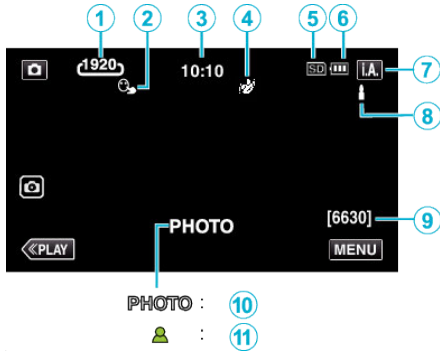 1 2 3 4 5 6
1920 10:10 SD i.A. 7
8
[6630] 9
PHOTO
≪PLAY MENU
PHOTO : 10
: 11